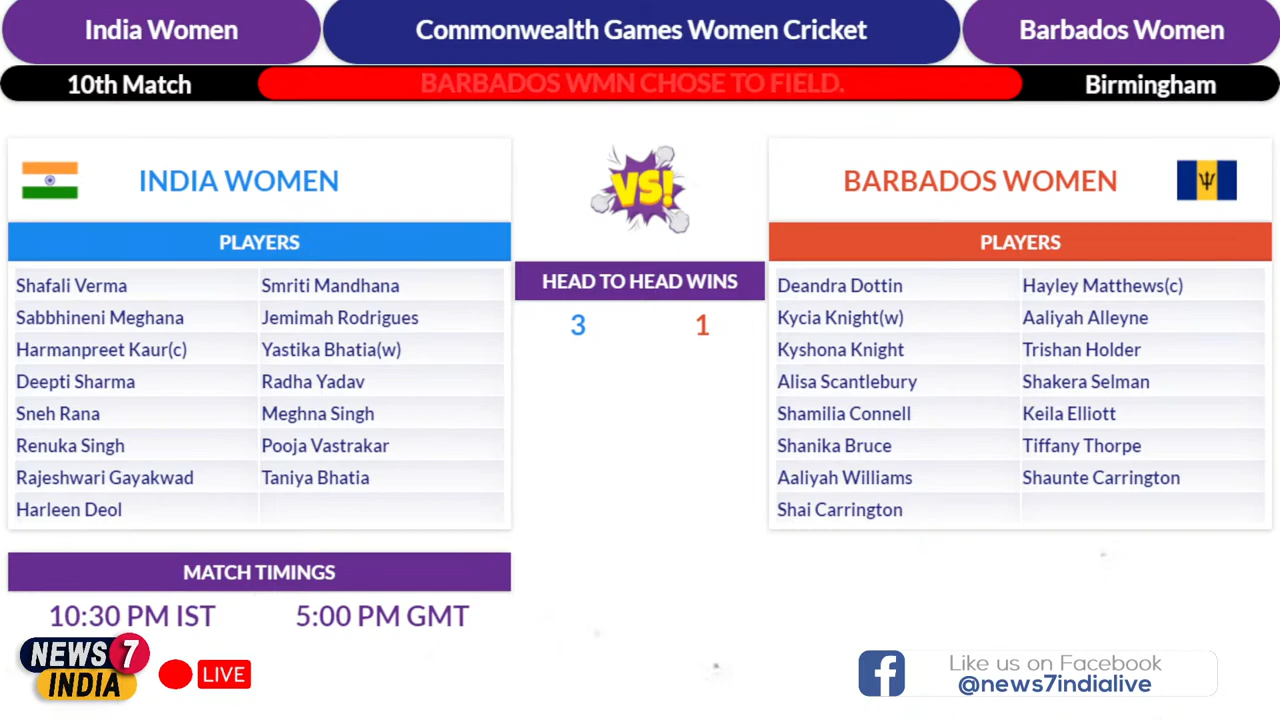 India Women
Commonwealth Games Women Cricket
Barbados Women
10th Match
BARBADOS WMN CHOSE TO FIELD.
Birmingham
INDIA WOMEN
VS!
BARBADOS WOMEN
PLAYERS
PLAYERS
HEAD TO HEAD WINS
3 1
Shafali Verma Smriti Mandhana
Sabbhineni Meghana Jemimah Rodrigues
Harmanpreet Kaur(c) Yastika Bhatia(w)
Deepti Sharma Radha Yadav
Sneh Rana Meghna Singh
Renuka Singh Pooja Vastrakar
Rajeshwari Gayakwad Taniya Bhatia
Harleen Deol
Deandra Dottin Hayley Matthews(c)
Kycia Knight(w) Aaliyah Alleyne
Kyshona Knight Trishan Holder
Alisa Scantlebury Shakera Selman
Shamilia Connell Keila Elliott
Shanika Bruce Tiffany Thorpe
Aaliyah Williams Shaunte Carrington
Shai Carrington
MATCH TIMINGS
10:30 PM IST 5:00 PM GMT
NEWS 7
INDIA
LIVE
f
Like us on Facebook
@news7indialive